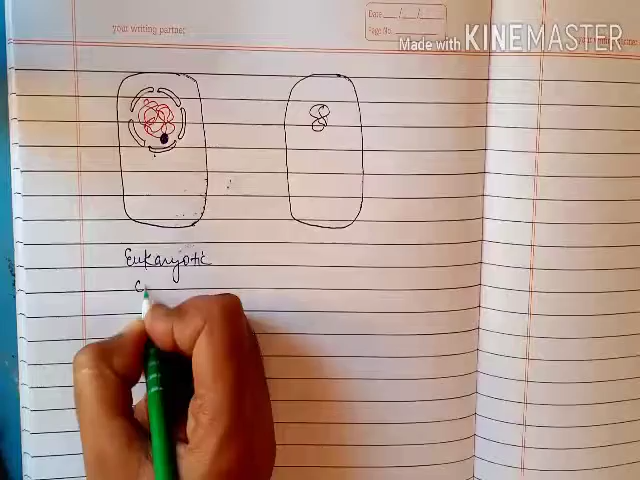 your writing partner
Date
Page No.
Made with KINEMASTER
Eukaryotic
c